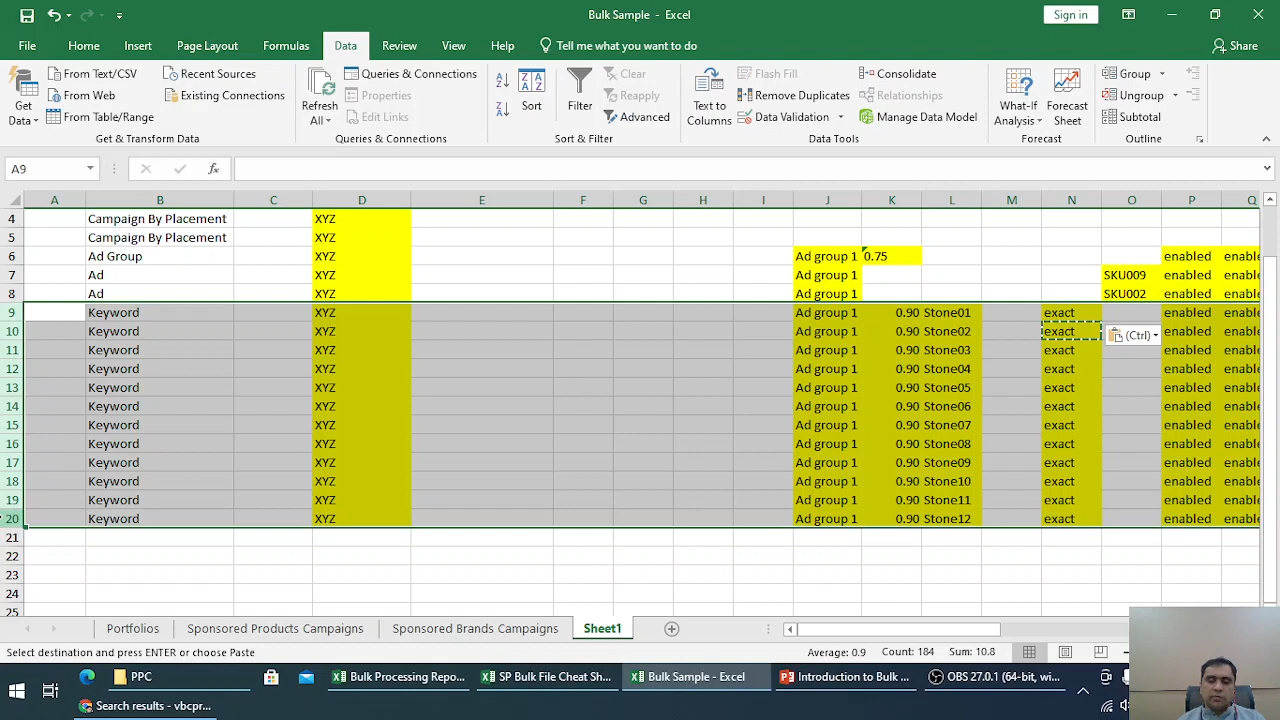 Bulk Sample - Excel
Sign in
File Home Insert Page Layout Formulas Data Review View Help Tell me what you want to do Share
From Text/CSV Recent Sources Queries & Connections Clear Flash Fill Consolidate Group
From Web Existing Connections Properties Reapply Remove Duplicates Relationships Ungroup
From Table/Range Edit Links Advanced Data Validation Manage Data Model Subtotal
Get Data
Refresh All
Sort
Filter
Text to Columns
What-If Analysis
Forecast Sheet
Get & Transform Data Queries & Connections Sort & Filter Data Tools Forecast Outline
A9 fx
A B C D E F G H I J K L M N O P Q
4 Campaign By Placement XYZ
5 Campaign By Placement XYZ
6 Ad Group XYZ Ad group 1 0.75 enabled enable
7 Ad XYZ Ad group 1 SKU009 enabled enable
8 Ad XYZ Ad group 1 SKU002 enabled enable
9 Keyword XYZ Ad group 1 0.90 Stone01 exact enabled enable
10 Keyword XYZ Ad group 1 0.90 Stone02 exact (Ctrl) enabled enable
11 Keyword XYZ Ad group 1 0.90 Stone03 exact enabled enable
12 Keyword XYZ Ad group 1 0.90 Stone04 exact enabled enable
13 Keyword XYZ Ad group 1 0.90 Stone05 exact enabled enable
14 Keyword XYZ Ad group 1 0.90 Stone06 exact enabled enable
15 Keyword XYZ Ad group 1 0.90 Stone07 exact enabled enable
16 Keyword XYZ Ad group 1 0.90 Stone08 exact enabled enable
17 Keyword XYZ Ad group 1 0.90 Stone09 exact enabled enable
18 Keyword XYZ Ad group 1 0.90 Stone10 exact enabled enable
19 Keyword XYZ Ad group 1 0.90 Stone11 exact enabled enable
20 Keyword XYZ Ad group 1 0.90 Stone12 exact enabled enable
21
22
23
24
25
Portfolios Sponsored Products Campaigns Sponsored Brands Campaigns Sheet1
Select destination and press ENTER or choose Paste Average: 0.9 Count: 184 Sum: 10.8
PPC Bulk Processing Repo... SP Bulk File Cheat Sh... Bulk Sample - Excel Introduction to Bulk ... OBS 27.0.1 (64-bit, wi...
Search results - vbcpr...